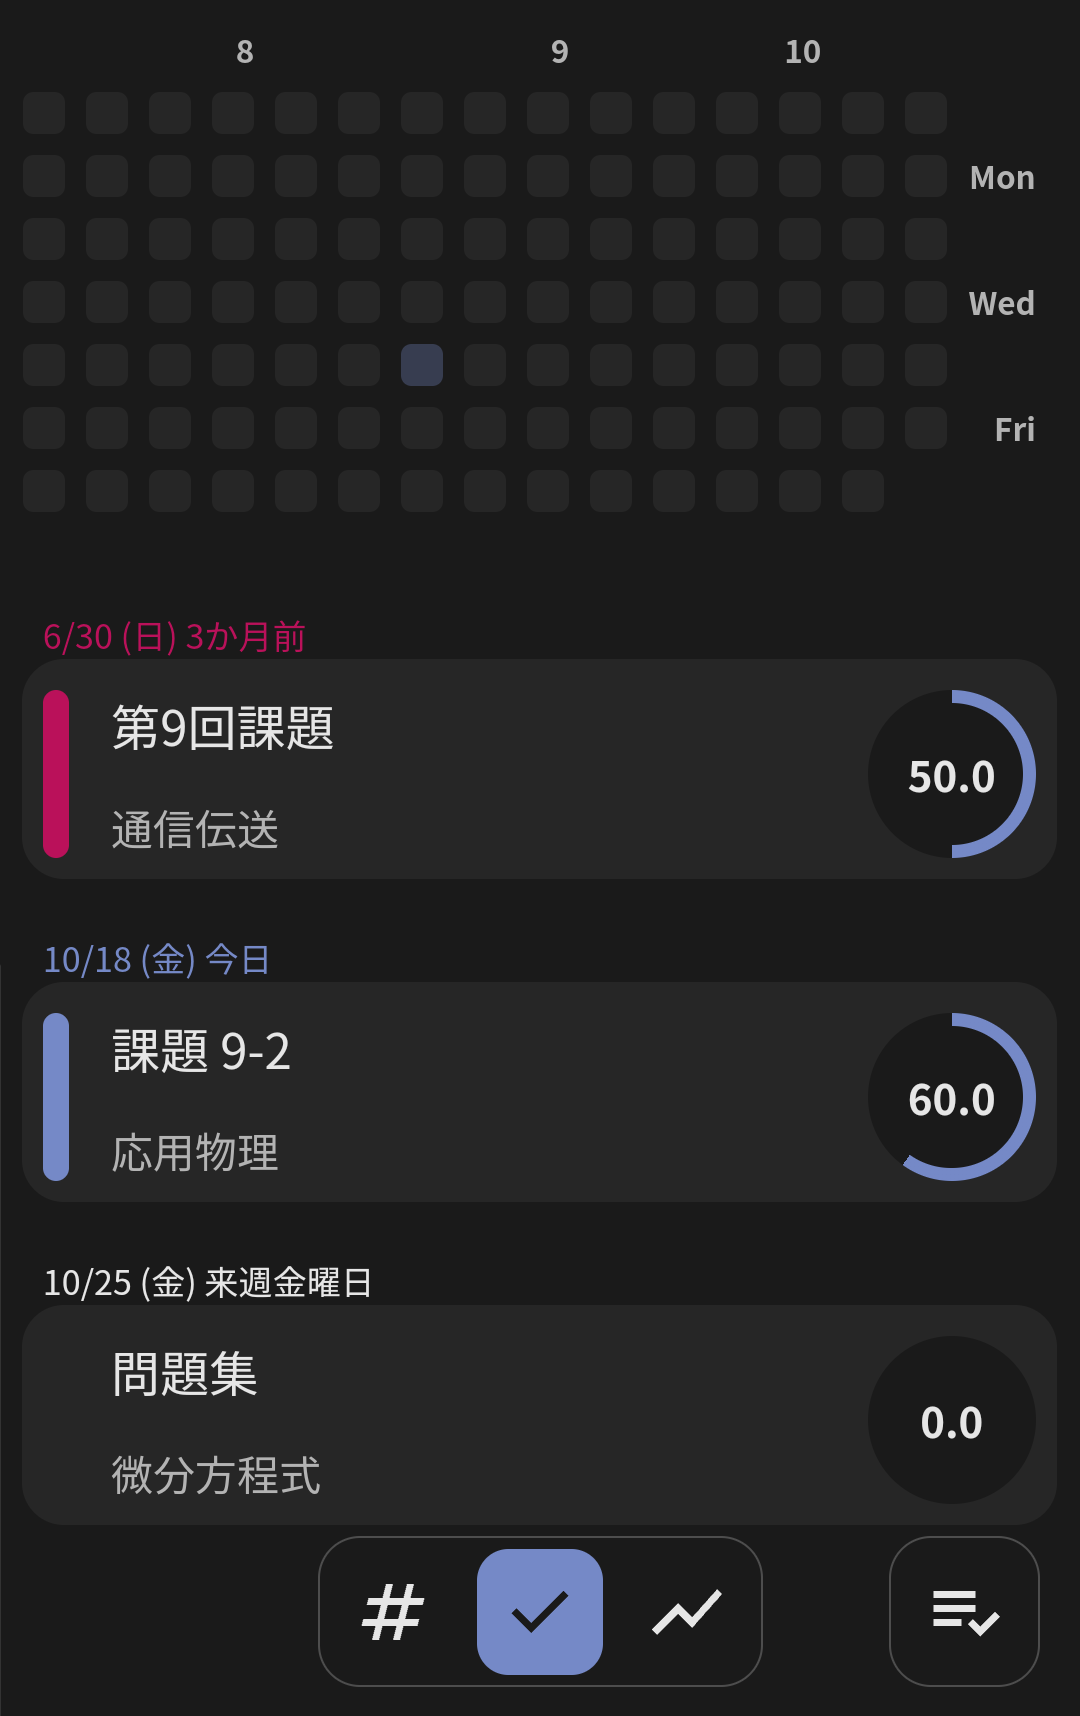 8 9 10
Mon
Wed
Fri
6/30 (日) 3か月前
第9回課題
50.0
通信伝送
10/18 (金) 今日
課題 9-2
60.0
応用物理
10/25 (金) 来週金曜日
問題集
0.0
微分方程式